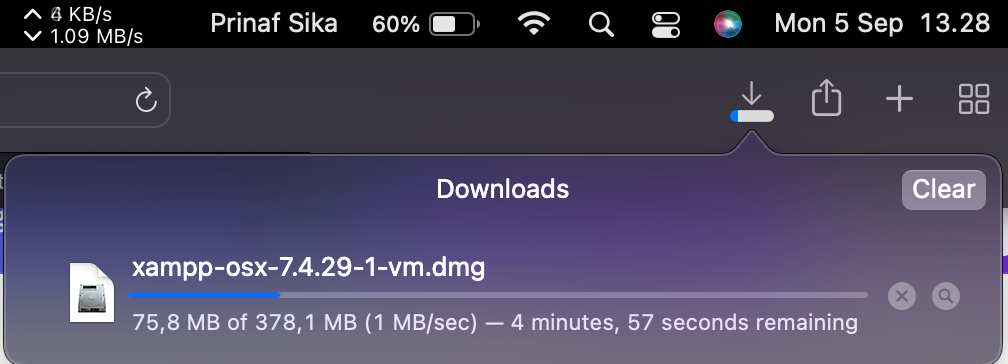 4 KB/s
1.09 MB/s
Prinaf Sika
60%
Mon 5 Sep 13.28
Downloads
Clear
xampp-osx-7.4.29-1-vm.dmg
75,8 MB of 378,1 MB (1 MB/sec) — 4 minutes, 57 seconds remaining